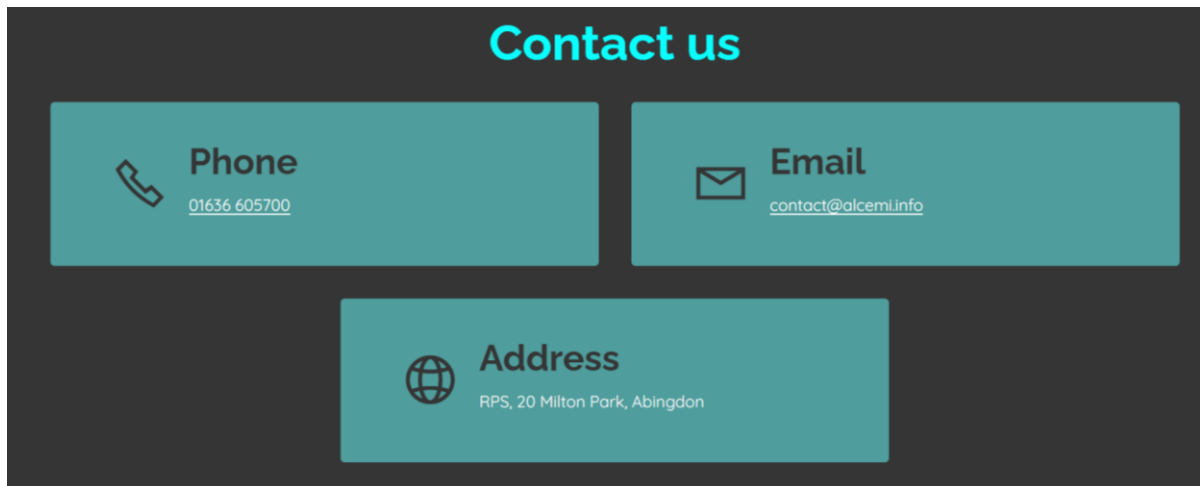 Contact us
Phone
01636 605700
Email
contact@alcemi.info
Address
RPS, 20 Milton Park, Abingdon